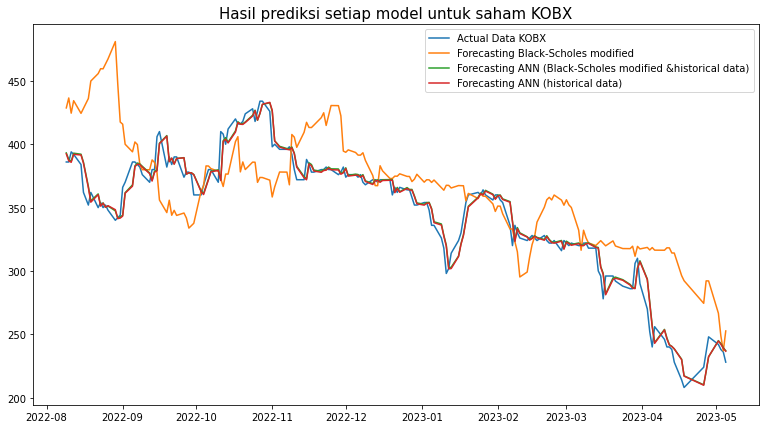 Hasil prediksi setiap model untuk saham KOBX
Actual Data KOBX
Forecasting Black-Scholes modified
Forecasting ANN (Black-Scholes modified &historical data)
Forecasting ANN (historical data)
450
400
350
300
250
200
2022-08 2022-09 2022-10 2022-11 2022-12 2023-01 2023-02 2023-03 2023-04 2023-05